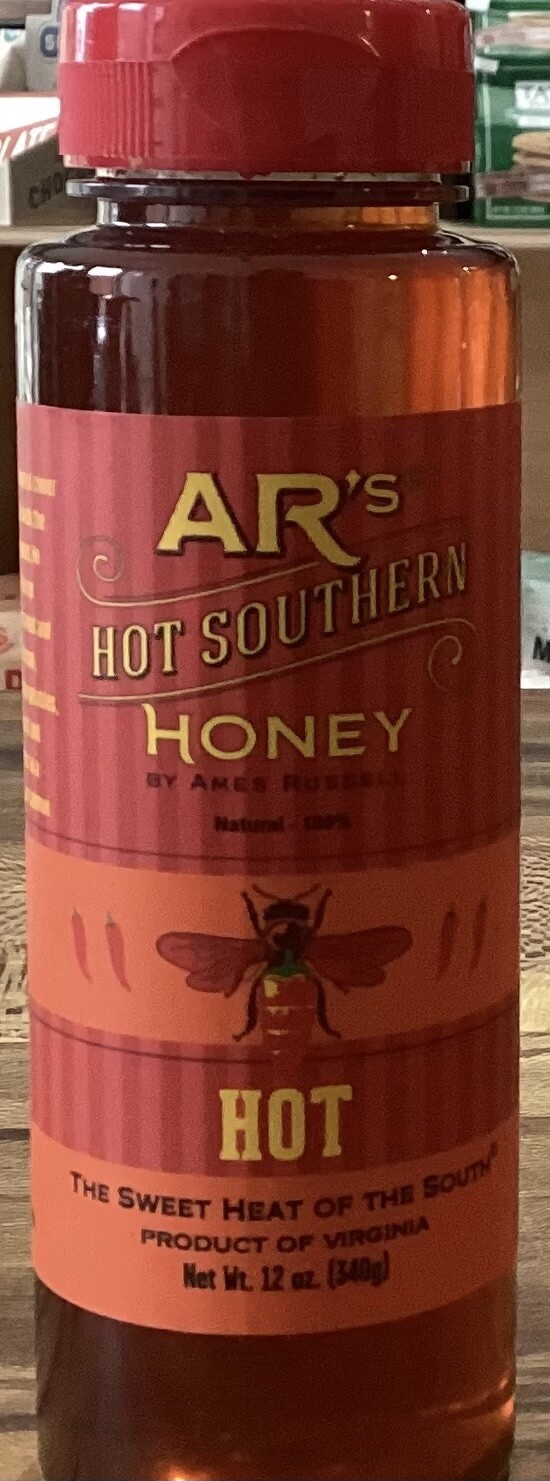 AR's®
HOT SOUTHERN
HONEY
BY AMES RUSSELL
Natural 100%
HOT
THE SWEET HEAT OF THE SOUTH®
PRODUCT OF VIRGINIA
Net Wt. 12 oz. (340g)